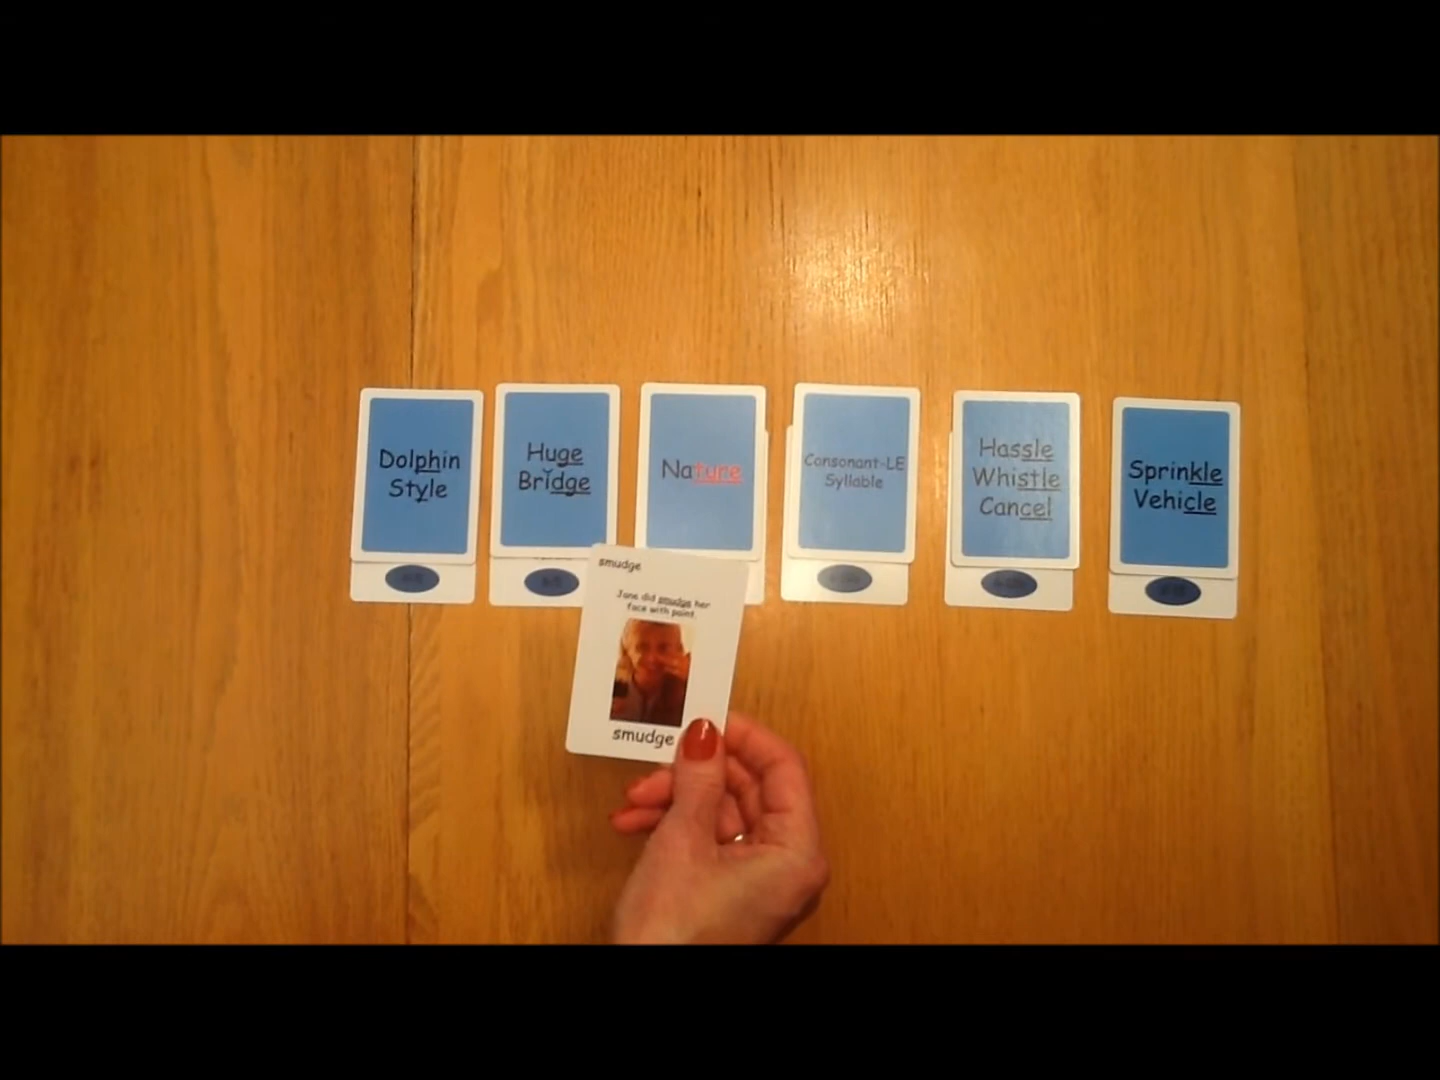 Dolphin
Style
Huge
Bridge
Nature
Consonant-LE
Syllable
Hassle
Whistle
Cancel
Sprinkle
Vehicle
smudge
Jane did smudge her
face with paint
smudge